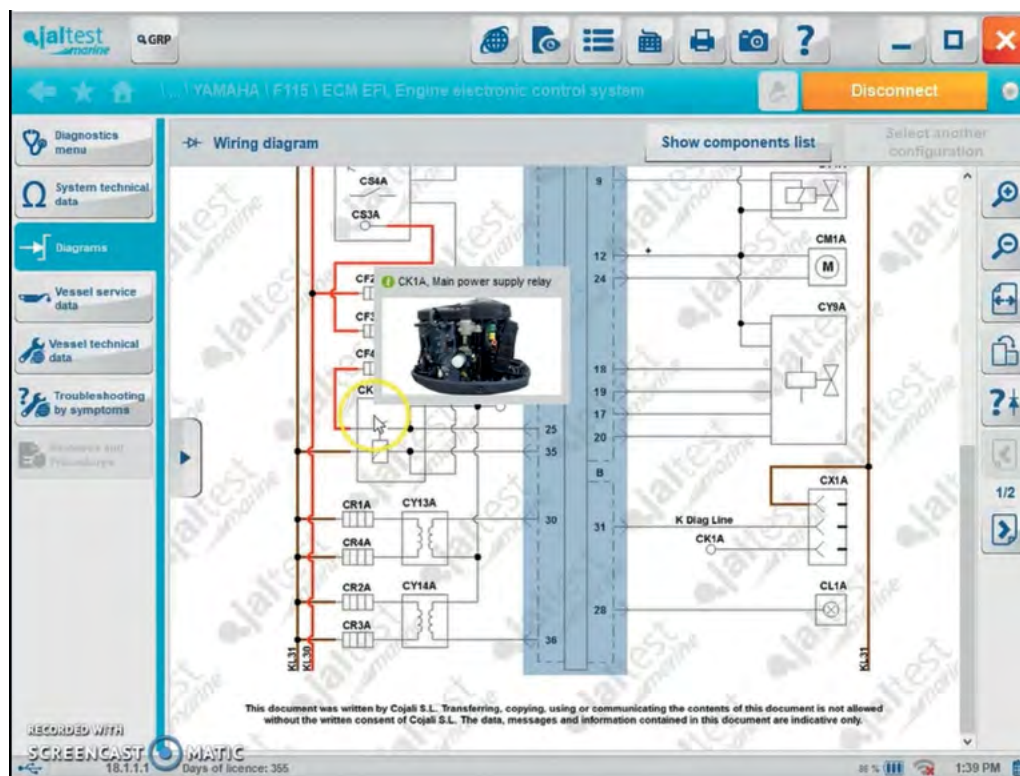 jaltest
marine
GRP
?
\...\ YAMAHA \ F115 \ ECM EFI, Engine electronic control system
Disconnect
Diagnostics
menu
System technical
data
Diagrams
Vessel service
data
Vessel technical
data
Troubleshooting
by symptoms
Wiring diagram
Show components list
Select another
configuration
CS4A
CS3A
9
12
+
CM1A
M
24
CF2
CK1A, Main power supply relay
CF3
CY9A
CF4
18
CK
19
17
25
20
35
B
CX1A
1/2
CR1A
CY13A
30
31
K Diag Line
CK1A
CR4A
CR2A
CY14A
CL1A
28
CR3A
36
KL31
KL30
KL31
This document was written by Cojali S.L. Transferring, copying, using or communicating the contents of this document is not allowed
without the written consent of Cojali S.L. The data, messages and information contained in this document are indicative only.
RECORDED WITH
SCREENCAST MATIC
18.1.1.1
Days of licence: 355
1:39 PM